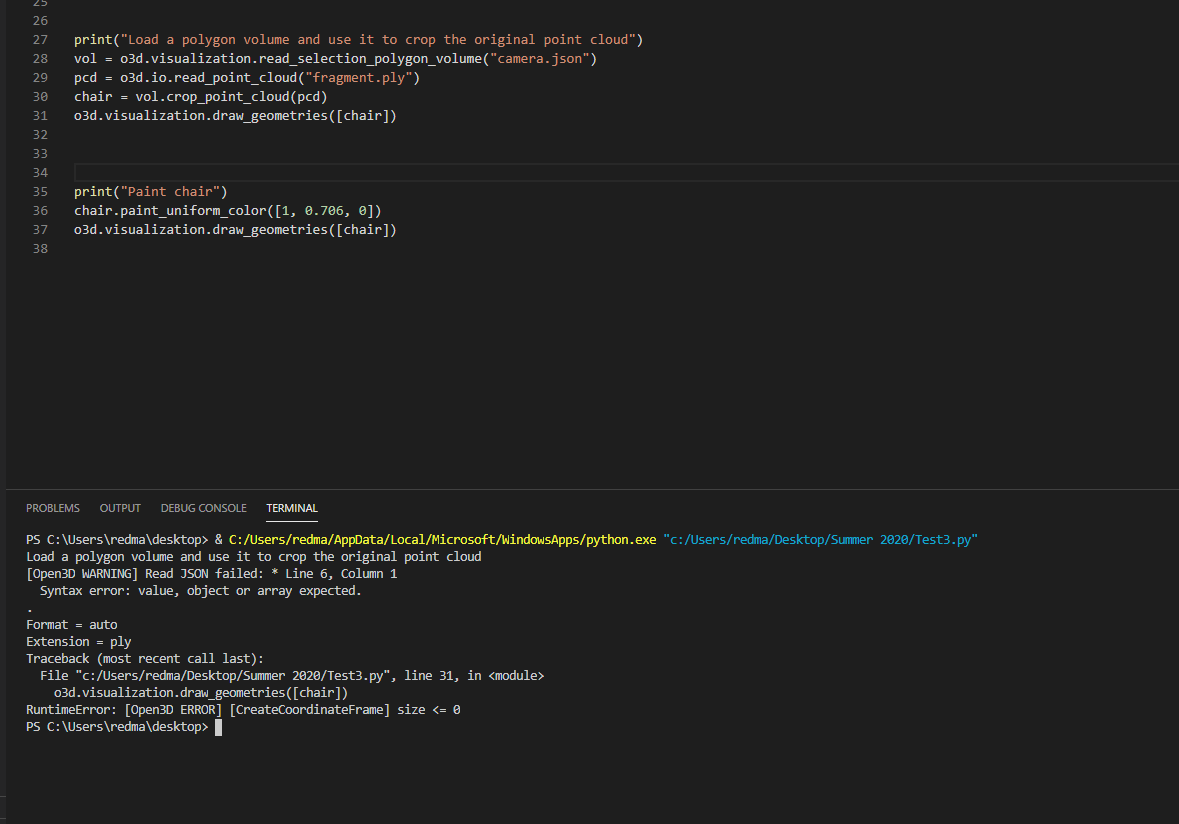 25
26
27 print("Load a polygon volume and use it to crop the original point cloud")
28 vol = o3d.visualization.read_selection_polygon_volume("camera.json")
29 pcd = o3d.io.read_point_cloud("fragment.ply")
30 chair = vol.crop_point_cloud(pcd)
31 o3d.visualization.draw_geometries([chair])
32
33
34
35 print("Paint chair")
36 chair.paint_uniform_color([1, 0.706, 0])
37 o3d.visualization.draw_geometries([chair])
38
PROBLEMS OUTPUT DEBUG CONSOLE TERMINAL
PS C:\Users\redma\desktop> & C:/Users/redma/AppData/Local/Microsoft/WindowsApps/python.exe "c:/Users/redma/Desktop/Summer 2020/Test3.py"
Load a polygon volume and use it to crop the original point cloud
[Open3D WARNING] Read JSON failed: * Line 6, Column 1
  Syntax error: value, object or array expected.
.
Format = auto
Extension = ply
Traceback (most recent call last):
  File "c:/Users/redma/Desktop/Summer 2020/Test3.py", line 31, in <module>
    o3d.visualization.draw_geometries([chair])
RuntimeError: [Open3D ERROR] [CreateCoordinateFrame] size <= 0
PS C:\Users\redma\desktop>